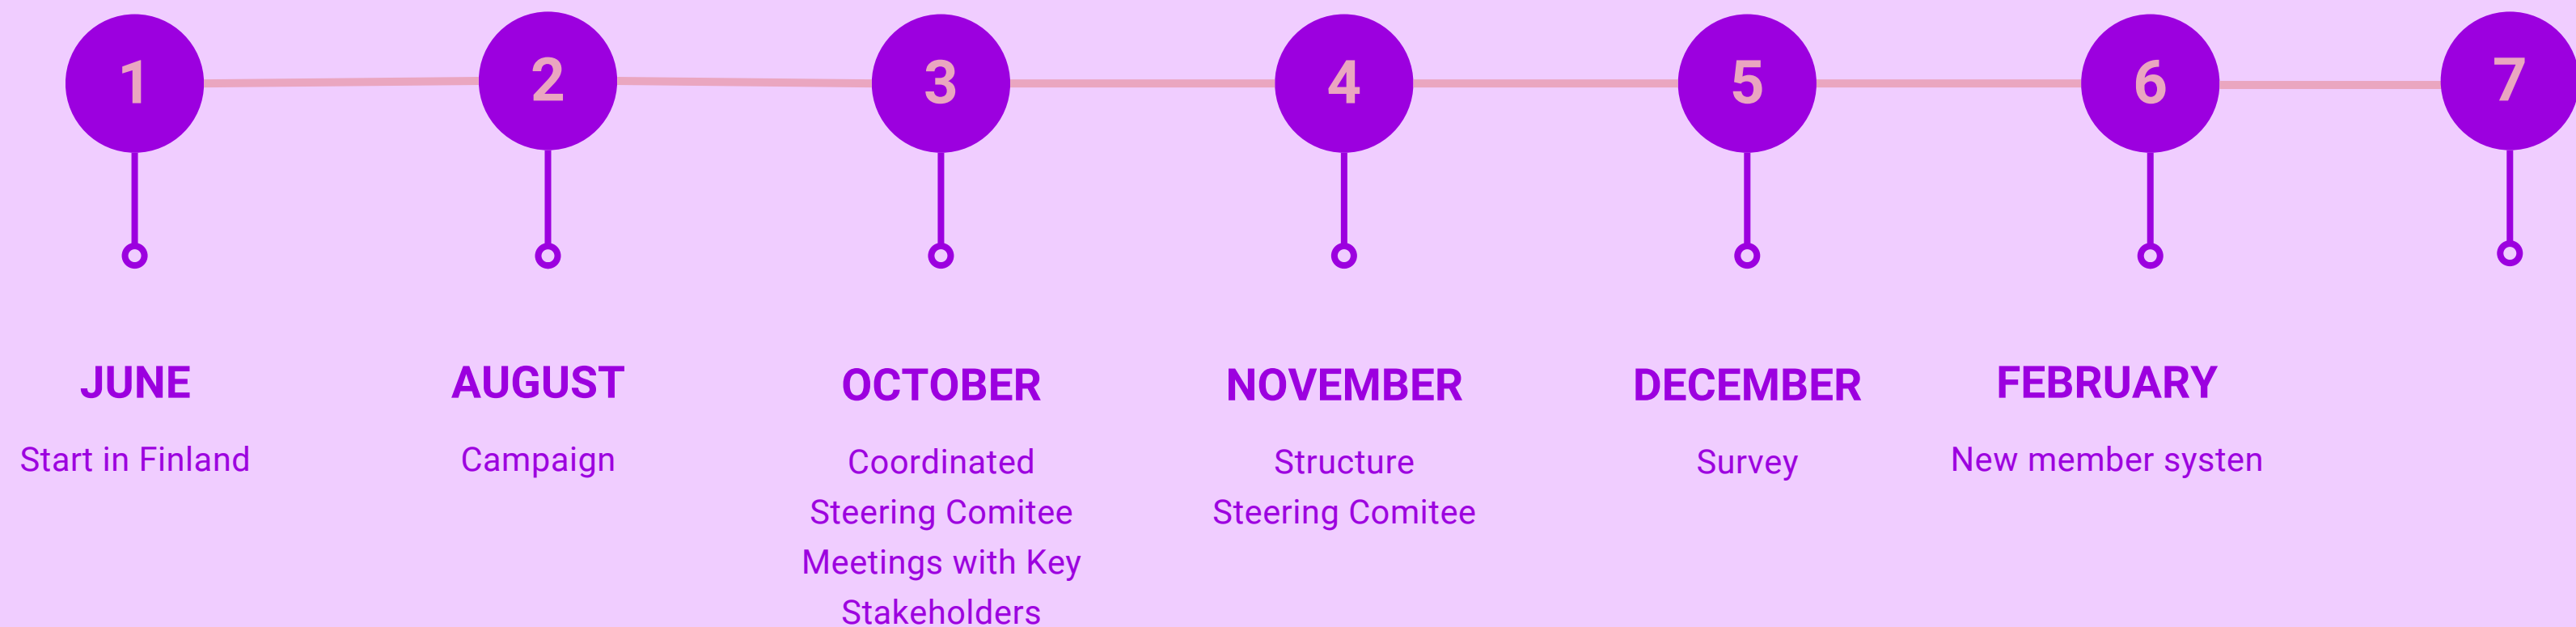 1
2
3
4
5
6
7
JUNE
Start in Finland
AUGUST
Campaign
OCTOBER
Coordinated
Steering Comitee
Meetings with Key
Stakeholders
NOVEMBER
Structure
Steering Comitee
DECEMBER
Survey
FEBRUARY
New member systen